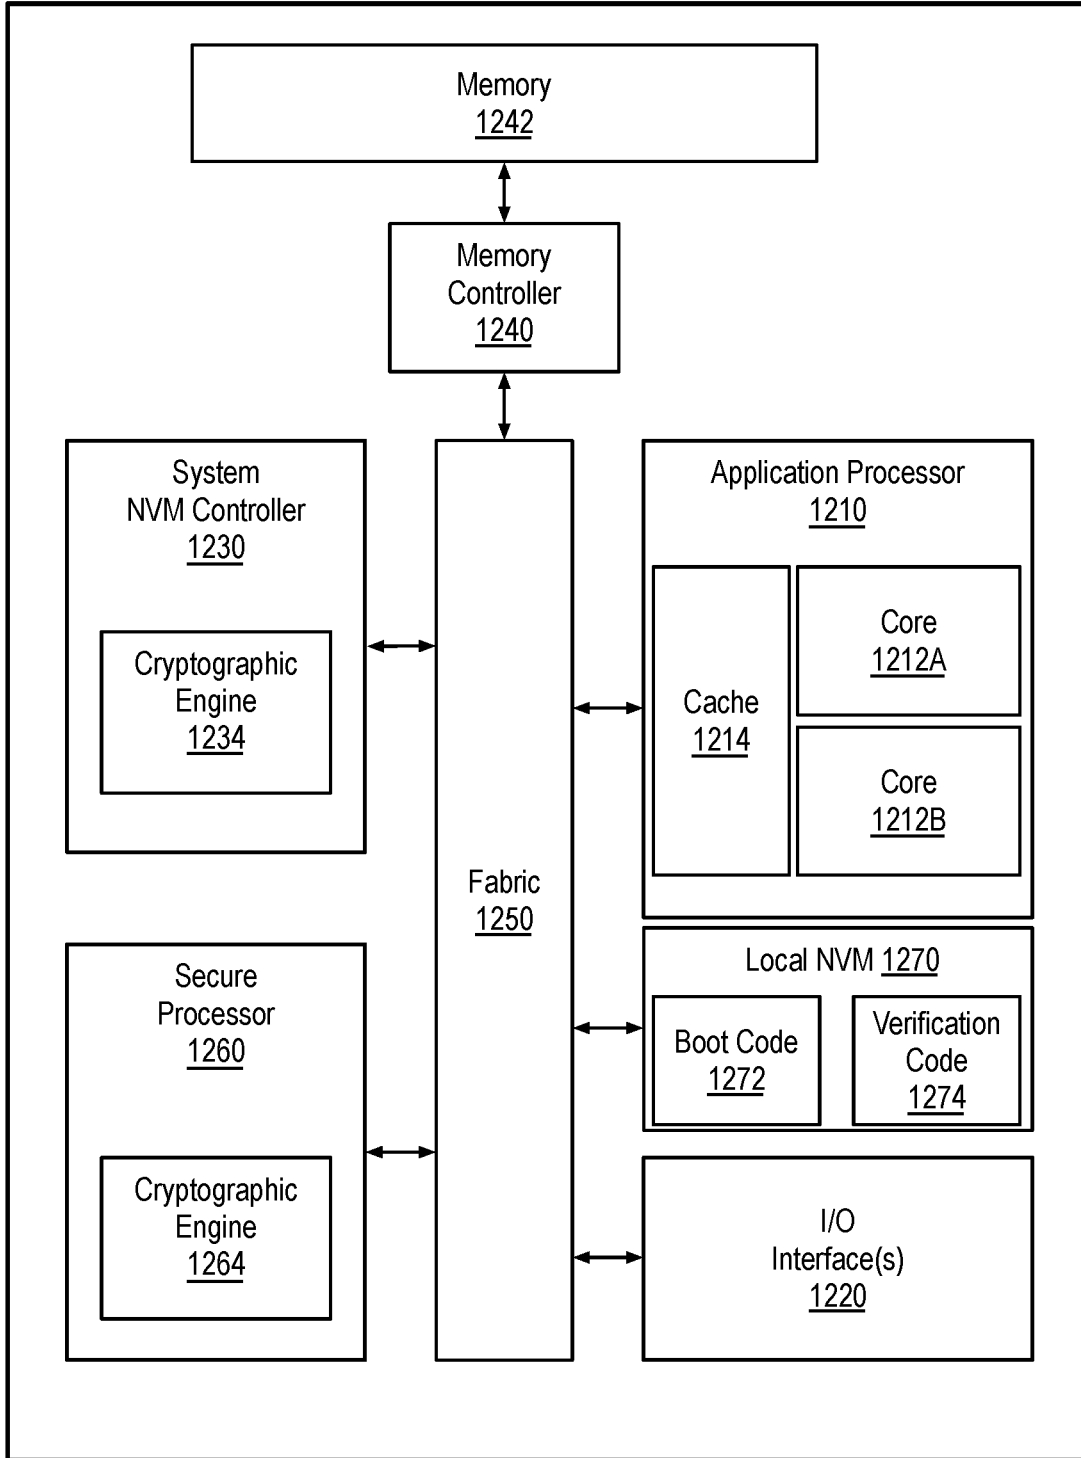 Memory
1242
Memory
Controller
1240
System
NVM Controller
1230
Cryptographic
Engine
1234
Secure
Processor
1260
Cryptographic
Engine
1264
Fabric
1250
Application Processor
1210
Cache
1214
Core
1212A
Core
1212B
Local NVM 1270
Boot Code
1272
Verification
Code
1274
I/O
Interface(s)
1220